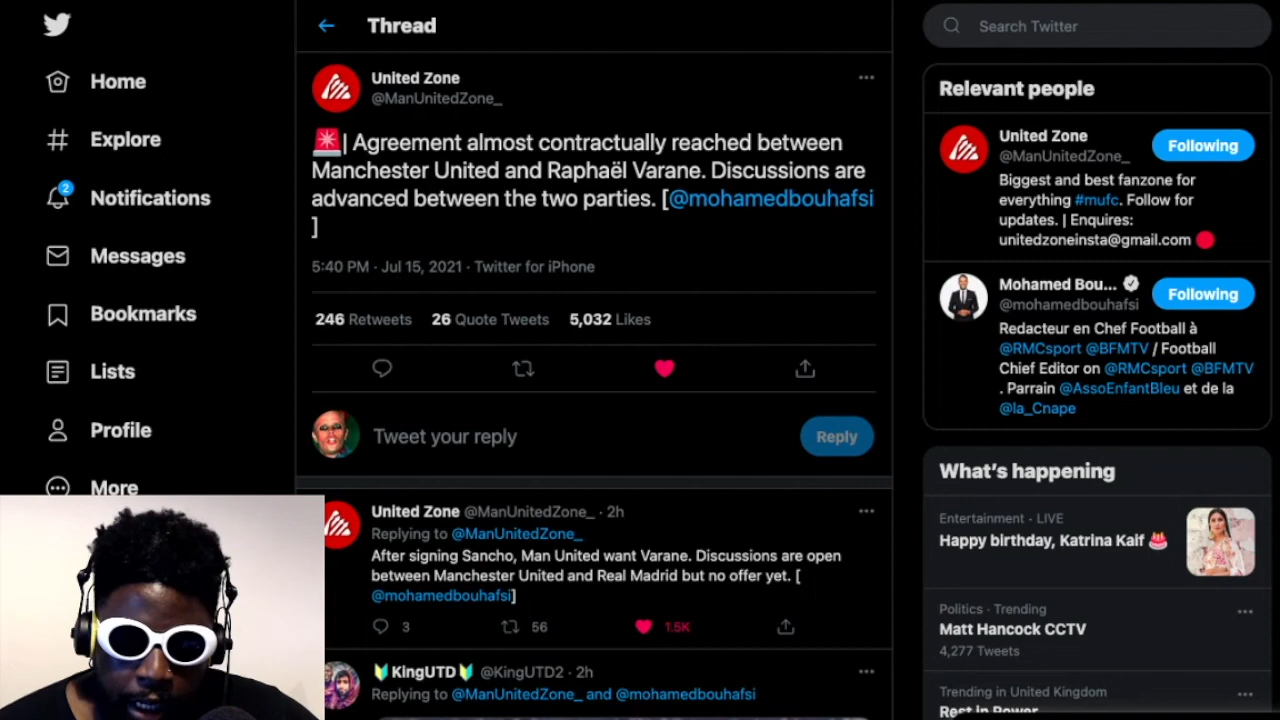 Home
Explore
2
Notifications
Messages
Bookmarks
Lists
Profile
More
Thread
United Zone
@ManUnitedZone_
🚨| Agreement almost contractually reached between
Manchester United and Raphaël Varane. Discussions are
advanced between the two parties. [@mohamedbouhafsi
]
5:40 PM · Jul 15, 2021 · Twitter for iPhone
246 Retweets 26 Quote Tweets 5,032 Likes
Tweet your reply
Reply
United Zone @ManUnitedZone_ · 2h
Replying to @ManUnitedZone_
After signing Sancho, Man United want Varane. Discussions are open
between Manchester United and Real Madrid but no offer yet. [
@mohamedbouhafsi]
3 56 1.5K
🔰KingUTD🔰 @KingUTD2 · 2h
Replying to @ManUnitedZone_ and @mohamedbouhafsi
Search Twitter
Relevant people
United Zone
@ManUnitedZone_
Following
Biggest and best fanzone for
everything #mufc. Follow for
updates. | Enquires:
unitedzoneinsta@gmail.com 🔴
Mohamed Bou...
@mohamedbouhafsi
Following
Redacteur en Chef Football à
@RMCsport @BFMTV / Football
Chief Editor on @RMCsport @BFMTV
. Parrain @AssoEnfantBleu et de la
@la_Cnape
What's happening
Entertainment · LIVE
Happy birthday, Katrina Kaif 🎂
Politics · Trending
Matt Hancock CCTV
4,277 Tweets
Trending in United Kingdom
Rest in Power